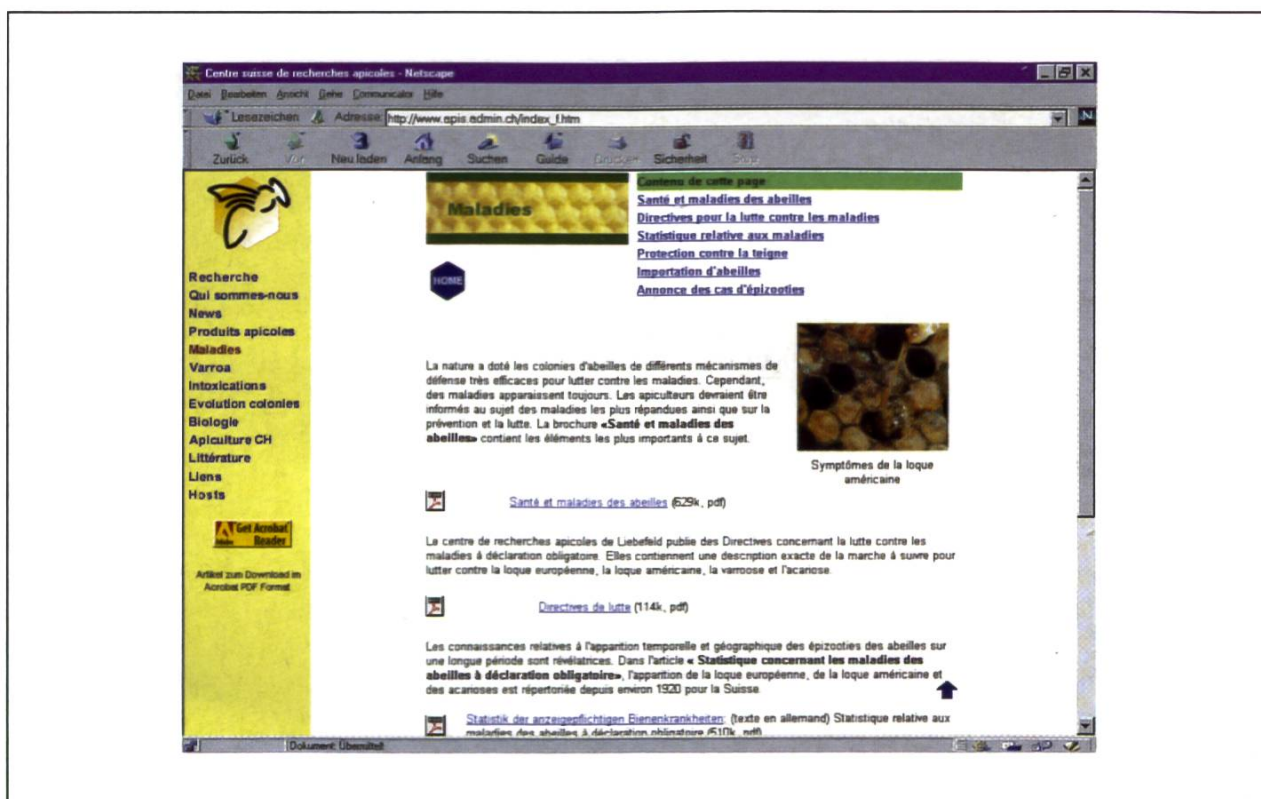 Centre suisse de recherches apicoles - Netscape
Datei Bearbeiten Ansicht Gehe Communicator Hilfe
Lesezeichen Adresse: http://www.apis.admin.ch/index_f.htm
Zurück Vor Neu laden Anfang Suchen Guide Drucken Sicherheit Stop
Maladies
HOME
Contenu de cette page
Santé et maladies des abeilles
Directives pour la lutte contre les maladies
Statistique relative aux maladies
Protection contre la teigne
Importation d'abeilles
Annonce des cas d'épizooties
Recherche
Qui sommes-nous
News
Produits apicoles
Maladies
Varroa
Intoxications
Evolution colonies
Biologie
Apiculture CH
Littérature
Liens
Hosts
Get Acrobat
Adobe Reader
Artikel zum Download im
Acrobat PDF Format
La nature a doté les colonies d'abeilles de différents mécanismes de
défense très efficaces pour lutter contre les maladies. Cependant,
des maladies apparaissent toujours. Les apiculteurs devraient être
informés au sujet des maladies les plus répandues ainsi que sur la
prévention et la lutte. La brochure «Santé et maladies des
abeilles» contient les éléments les plus importants à ce sujet.
Symptômes de la loque
américaine
Santé et maladies des abeilles (629k, pdf)
Le centre de recherches apicoles de Liebefeld publie des Directives concernant la lutte contre les
maladies à déclaration obligatoire. Elles contiennent une description exacte de la marche à suivre pour
lutter contre la loque européenne, la loque américaine, la varroose et l'acariose.
Directives de lutte (114k, pdf)
Les connaissances relatives à l'apparition temporelle et géographique des épizooties des abeilles sur
une longue période sont révélatrices. Dans l'article « Statistique concernant les maladies des
abeilles à déclaration obligatoire», l'apparition de la loque européenne, de la loque américaine et
des acarioses est répertoriée depuis environ 1920 pour la Suisse.
Statistik der anzeigepflichtigen Bienenkrankheiten: (texte en allemand) Statistique relative aux
maladies des abeilles à déclaration obligatoire (510k, pdf)
Dokument: Übermittelt